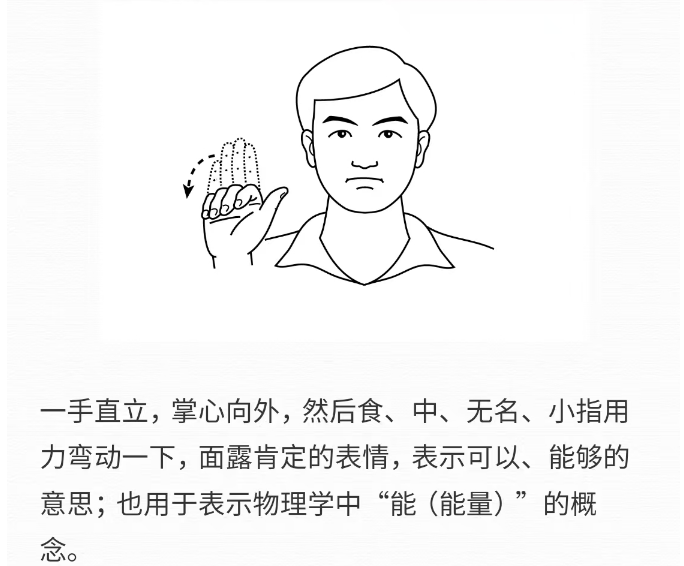 一手直立，掌心向外，然后食、中、无名、小指用
力弯动一下，面露肯定的表情，表示可以、能够的
意思；也用于表示物理学中“能（能量）”的概
念。